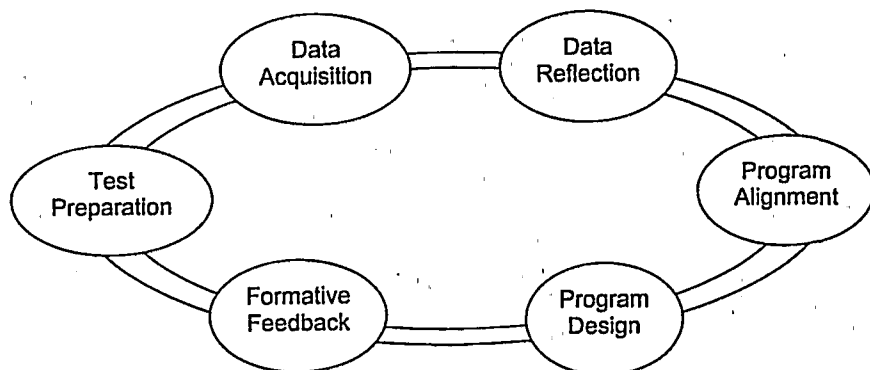 Data
Acquisition
Data
Reflection
Test
Preparation
Program
Alignment
Formative
Feedback
Program
Design